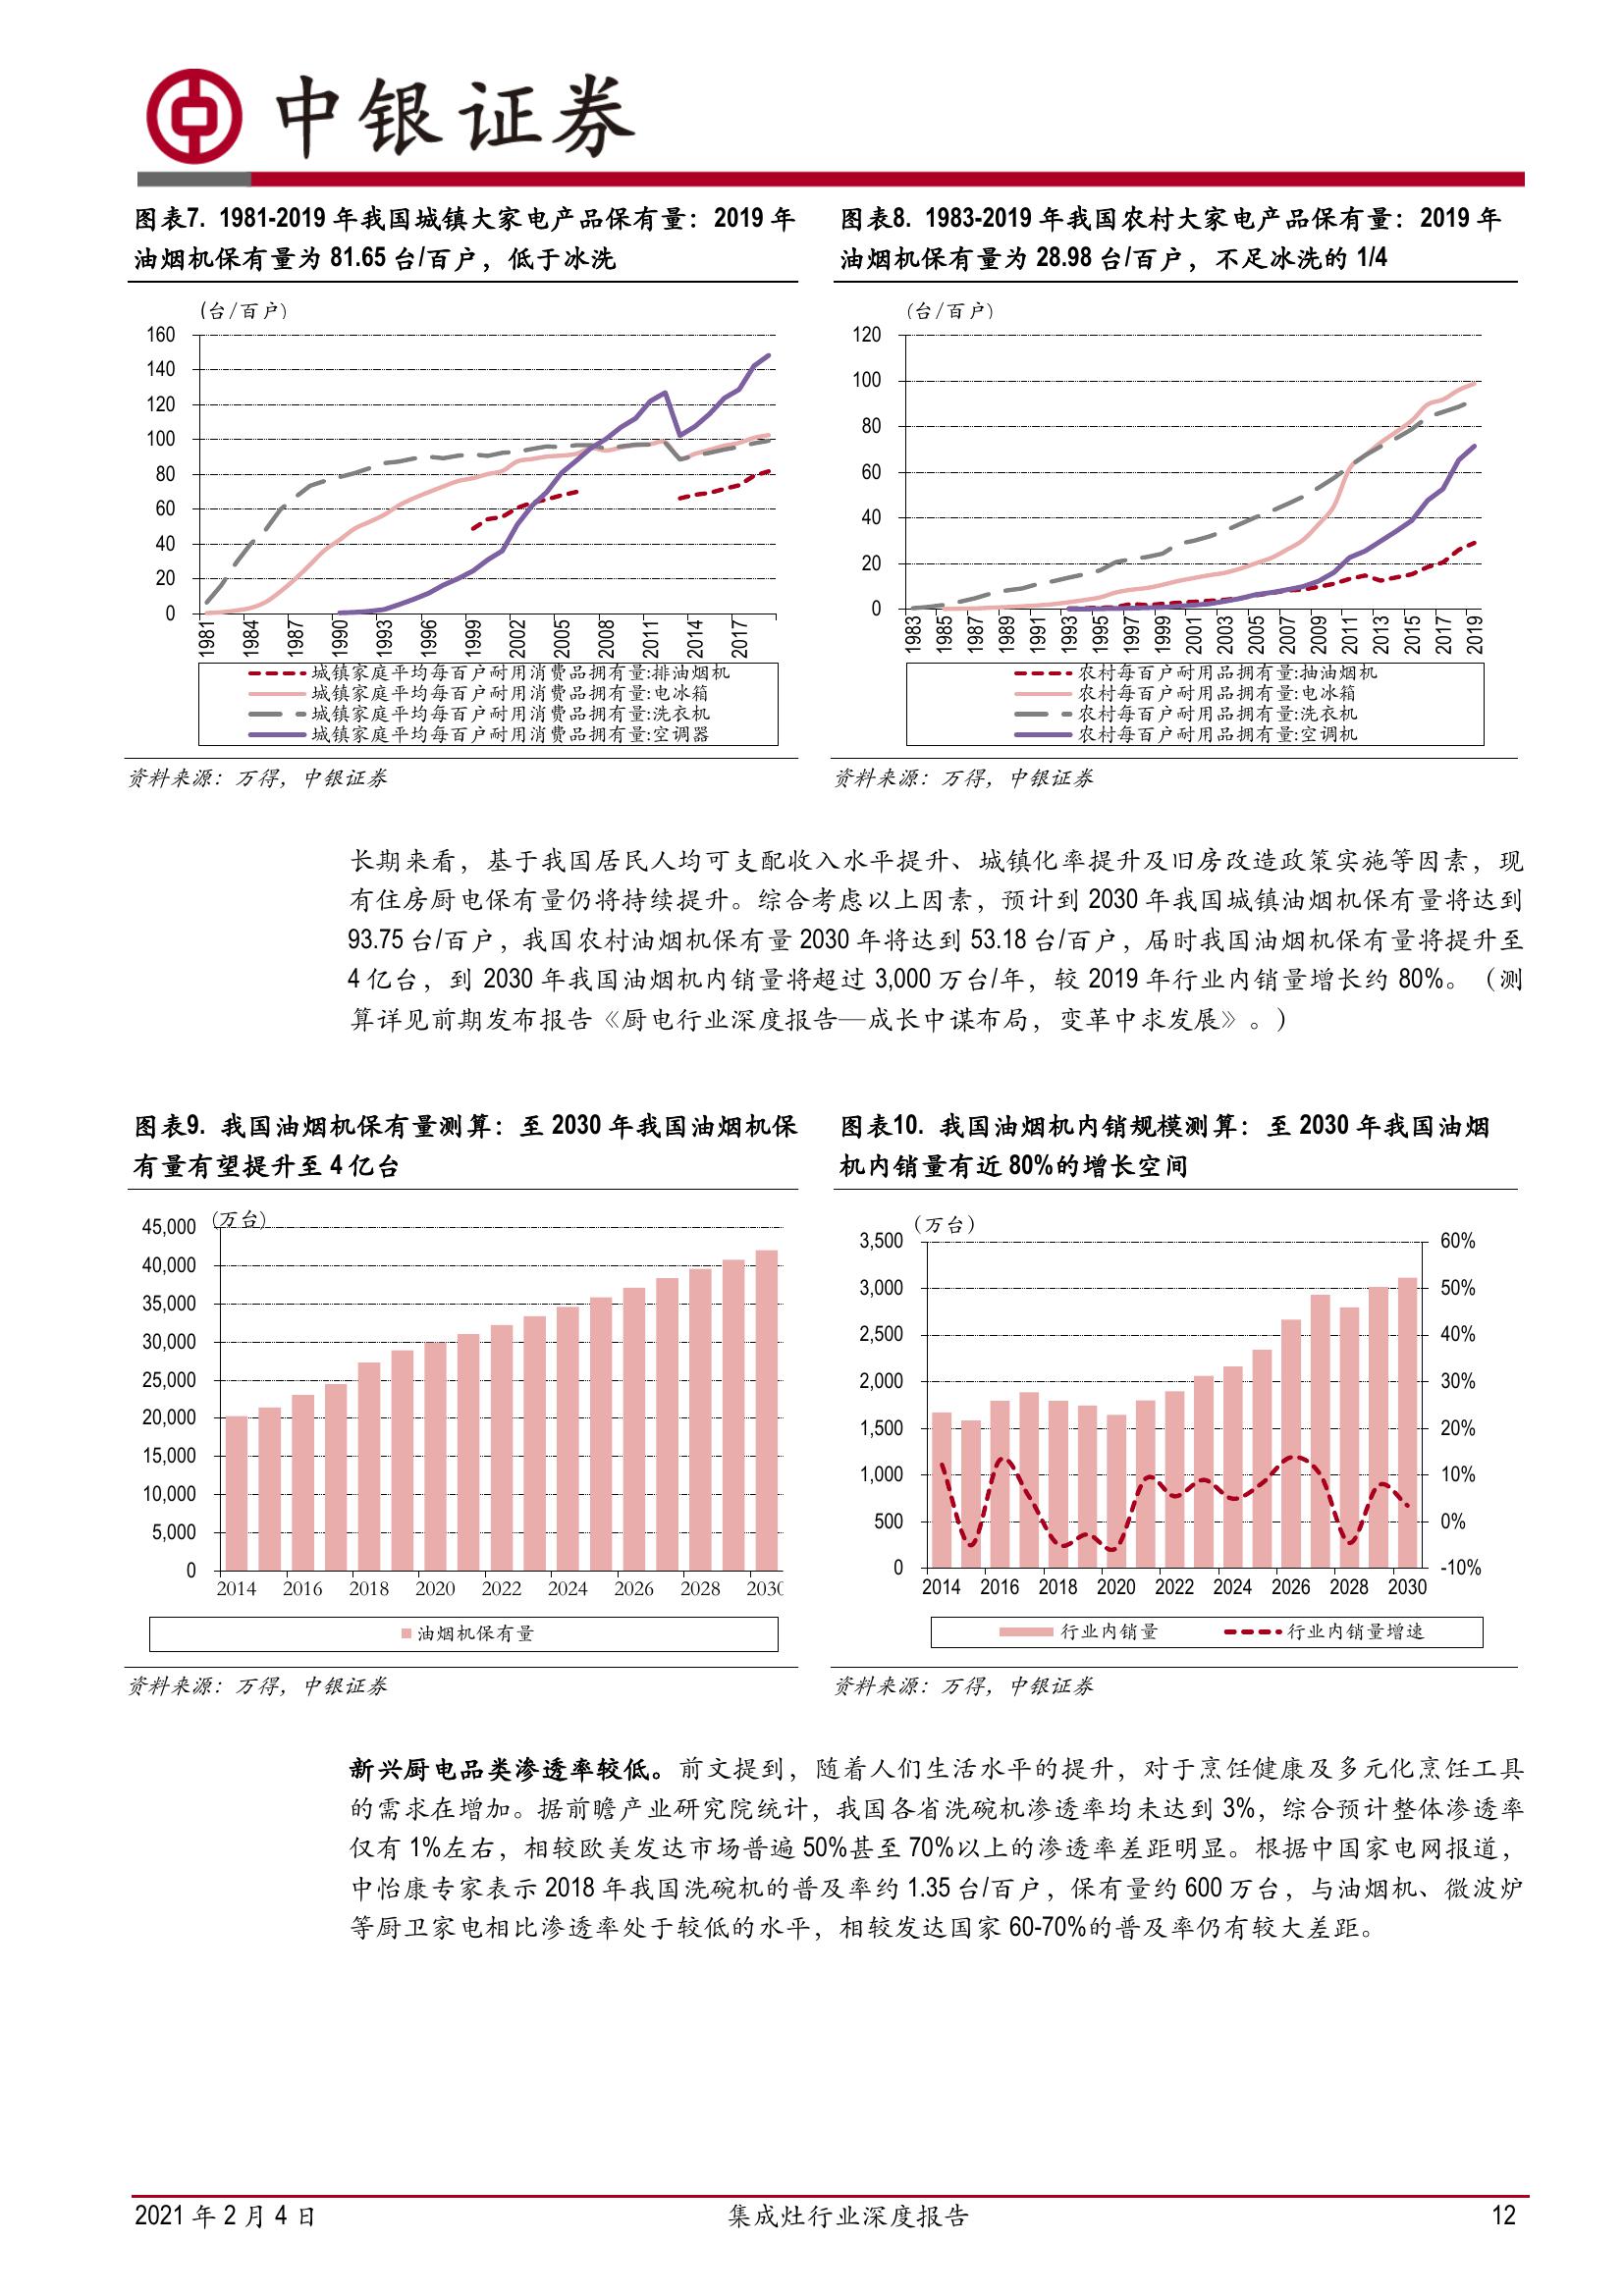 中银证券
图表7. 1981-2019 年我国城镇大家电产品保有量：2019 年
油烟机保有量为 81.65 台/百户，低于冰洗
(台/百户)
160
140
120
100
80
60
40
20
0
1981
1984
1987
1990
1993
1996
1999
2002
2005
2008
2011
2014
2017
城镇家庭平均每百户耐用消费品拥有量:排油烟机
城镇家庭平均每百户耐用消费品拥有量:电冰箱
城镇家庭平均每百户耐用消费品拥有量:洗衣机
城镇家庭平均每百户耐用消费品拥有量:空调器
资料来源：万得，中银证券
图表8. 1983-2019 年我国农村大家电产品保有量：2019 年
油烟机保有量为 28.98 台/百户，不足冰洗的 1/4
(台/百户)
120
100
80
60
40
20
0
1983
1985
1987
1989
1991
1993
1995
1997
1999
2001
2003
2005
2007
2009
2011
2013
2015
2017
2019
农村每百户耐用品拥有量:抽油烟机
农村每百户耐用品拥有量:电冰箱
农村每百户耐用品拥有量:洗衣机
农村每百户耐用品拥有量:空调机
资料来源：万得，中银证券
长期来看，基于我国居民人均可支配收入水平提升、城镇化率提升及旧房改造政策实施等因素，现
有住房厨电保有量仍将持续提升。综合考虑以上因素，预计到 2030 年我国城镇油烟机保有量将达到
93.75 台/百户，我国农村油烟机保有量 2030 年将达到 53.18 台/百户，届时我国油烟机保有量将提升至
4 亿台，到 2030 年我国油烟机内销量将超过 3,000 万台/年，较 2019 年行业内销量增长约 80%。（测
算详见前期发布报告《厨电行业深度报告—成长中谋布局，变革中求发展》。）
图表9. 我国油烟机保有量测算：至 2030 年我国油烟机保
有量有望提升至 4 亿台
(万台)
45,000
40,000
35,000
30,000
25,000
20,000
15,000
10,000
5,000
0
2014 2016 2018 2020 2022 2024 2026 2028 2030
油烟机保有量
资料来源：万得，中银证券
图表10. 我国油烟机内销规模测算：至 2030 年我国油烟
机内销量有近 80%的增长空间
(万台)
3,500
3,000
2,500
2,000
1,500
1,000
500
0
60%
50%
40%
30%
20%
10%
0%
-10%
2014 2016 2018 2020 2022 2024 2026 2028 2030
行业内销量 行业内销量增速
资料来源：万得，中银证券
新兴厨电品类渗透率较低。前文提到，随着人们生活水平的提升，对于烹饪健康及多元化烹饪工具
的需求在增加。据前瞻产业研究院统计，我国各省洗碗机渗透率均未达到 3%，综合预计整体渗透率
仅有 1%左右，相较欧美发达市场普遍 50%甚至 70%以上的渗透率差距明显。根据中国家电网报道，
中怡康专家表示 2018 年我国洗碗机的普及率约 1.35 台/百户，保有量约 600 万台，与油烟机、微波炉
等厨卫家电相比渗透率处于较低的水平，相较发达国家 60-70%的普及率仍有较大差距。
2021 年 2 月 4 日 集成灶行业深度报告 12